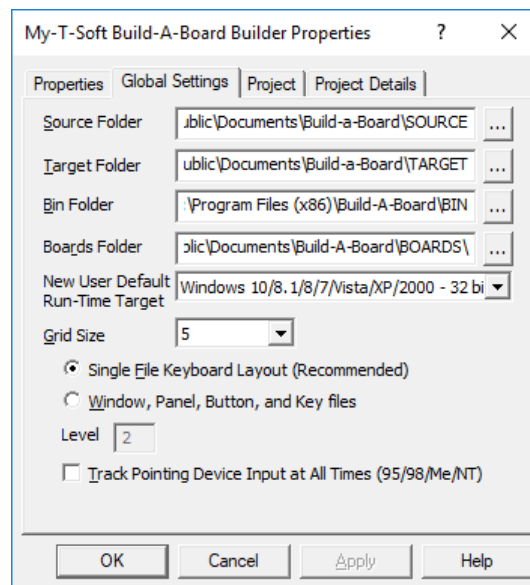 My-T-Soft Build-A-Board Builder Properties ? ×
Properties Global Settings Project Project Details
Source Folder ublic\Documents\Build-a-Board\SOURCE ...
Target Folder ublic\Documents\Build-a-Board\TARGET ...
Bin Folder :\Program Files (x86)\Build-A-Board\BIN ...
Boards Folder blic\Documents\Build-A-Board\BOARDS\ ...
New User Default
Run-Time Target Windows 10/8.1/8/7/Vista/XP/2000 - 32 bi
Grid Size 5
Single File Keyboard Layout (Recommended)
Window, Panel, Button, and Key files
Level 2
Track Pointing Device Input at All Times (95/98/Me/NT)
OK Cancel Apply Help